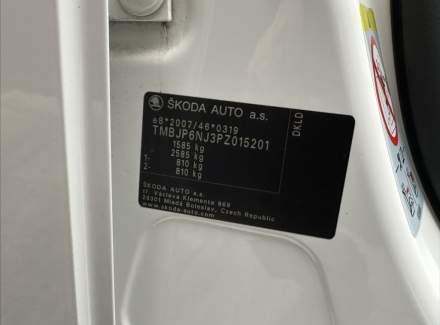 ŠKODA AUTO a.s.
e8*2007/46*0319
TMBJP6NJ3PZ015201
1585 kg
2585 kg
1- 810 kg
2- 810 kg
DKLD
ŠKODA AUTO a.s.
tř. Václava Klementa 869
29301 Mladá Boleslav, Czech Republic
www.skoda-auto.com